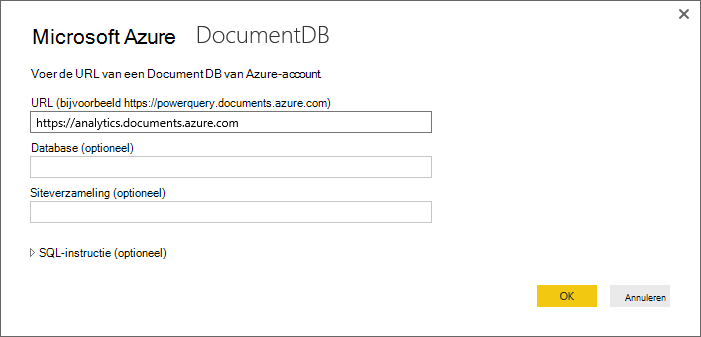 Microsoft Azure DocumentDB
Voer de URL van een Document DB van Azure-account.
URL (bijvoorbeeld https://powerquery.documents.azure.com)
https://analytics.documents.azure.com
Database (optioneel)
Siteverzameling (optioneel)
SQL-instructie (optioneel)
OK Annuleren